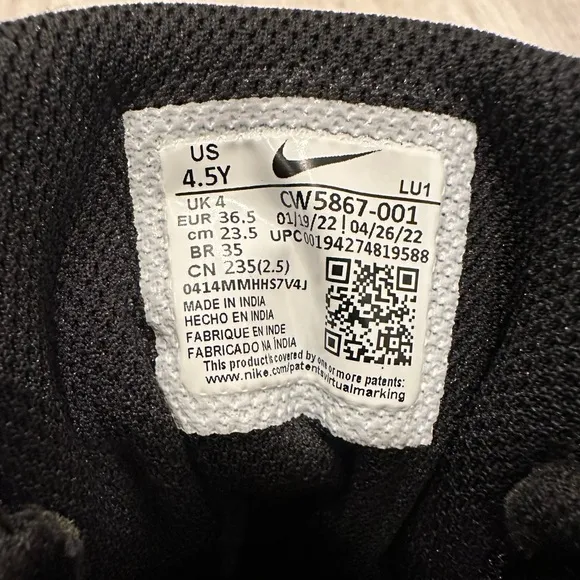 US
4.5Y
LU1
UK 4
EUR 36.5
cm 23.5
BR 35
CN 235(2.5)
CW5867-001
01/19/22 | 04/26/22
UPC 00194274819588
0414MMHHS7V4J
MADE IN INDIA
HECHO EN INDIA
FABRIQUE EN INDE
FABRICADO NA ÍNDIA
This product is covered by one or more patents:
www.nike.com/patents virtualmarking